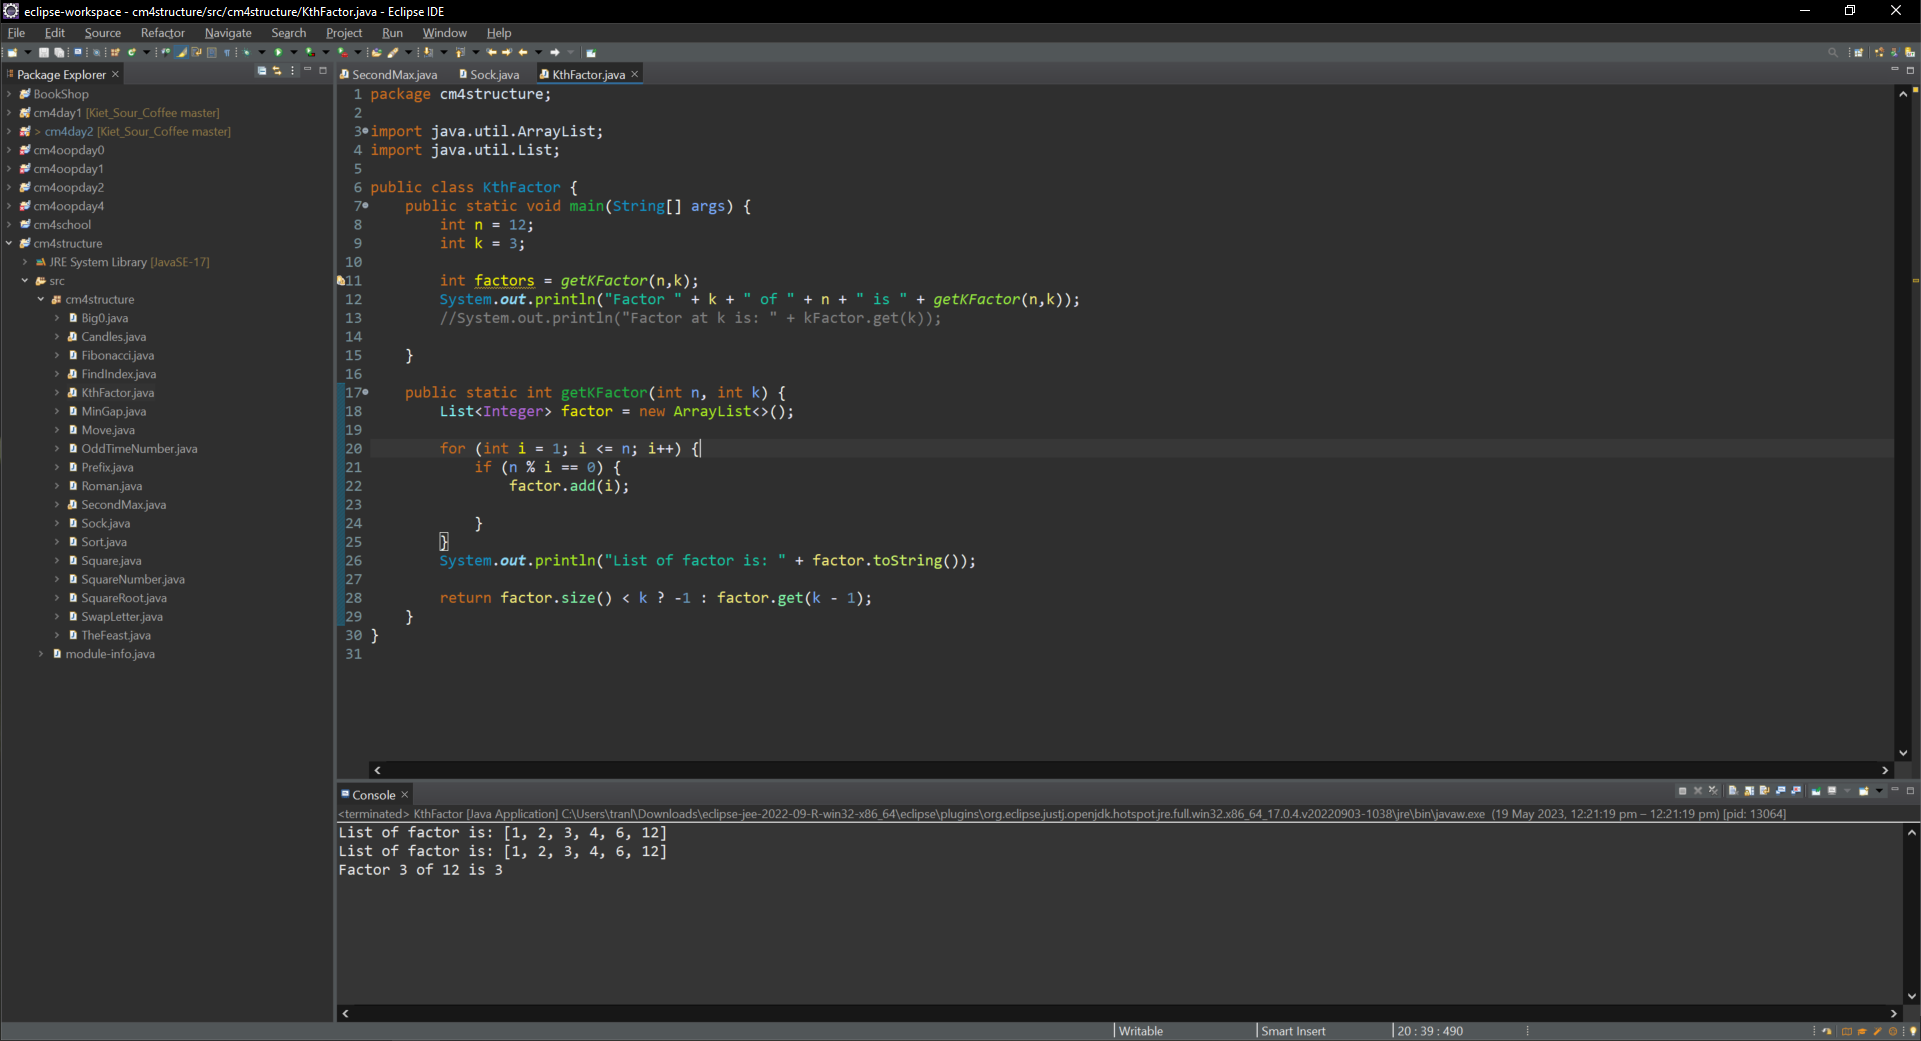 eclipse-workspace - cm4structure/src/cm4structure/KthFactor.java - Eclipse IDE
File Edit Source Refactor Navigate Search Project Run Window Help
Package Explorer
BookShop
cm4day1 [Kiet_Sour_Coffee master]
> cm4day2 [Kiet_Sour_Coffee master]
cm4oopday0
cm4oopday1
cm4oopday2
cm4oopday4
cm4school
cm4structure
JRE System Library [JavaSE-17]
src
cm4structure
Big0.java
Candles.java
Fibonacci.java
FindIndex.java
KthFactor.java
MinGap.java
Move.java
OddTimeNumber.java
Prefix.java
Roman.java
SecondMax.java
Sock.java
Sort.java
Square.java
SquareNumber.java
SquareRoot.java
SwapLetter.java
TheFeast.java
module-info.java
SecondMax.java Sock.java KthFactor.java
1 package cm4structure;
2
3 import java.util.ArrayList;
4 import java.util.List;
5
6 public class KthFactor {
7 public static void main(String[] args) {
8 int n = 12;
9 int k = 3;
10
11 int factors = getKFactor(n,k);
12 System.out.println("Factor " + k + " of " + n + " is " + getKFactor(n,k));
13 //System.out.println("Factor at k is: " + kFactor.get(k));
14
15 }
16
17 public static int getKFactor(int n, int k) {
18 List<Integer> factor = new ArrayList<>();
19
20 for (int i = 1; i <= n; i++) {
21 if (n % i == 0) {
22 factor.add(i);
23
24 }
25 }
26 System.out.println("List of factor is: " + factor.toString());
27
28 return factor.size() < k ? -1 : factor.get(k - 1);
29 }
30 }
31
Console
<terminated> KthFactor [Java Application] C:\Users\tranl\Downloads\eclipse-jee-2022-09-R-win32-x86_64\eclipse\plugins\org.eclipse.justj.openjdk.hotspot.jre.full.win32.x86_64_17.0.4.v20220903-1038\jre\bin\javaw.exe (19 May 2023, 12:21:19 pm – 12:21:19 pm) [pid: 13064]
List of factor is: [1, 2, 3, 4, 6, 12]
List of factor is: [1, 2, 3, 4, 6, 12]
Factor 3 of 12 is 3
Writable Smart Insert 20 : 39 : 490